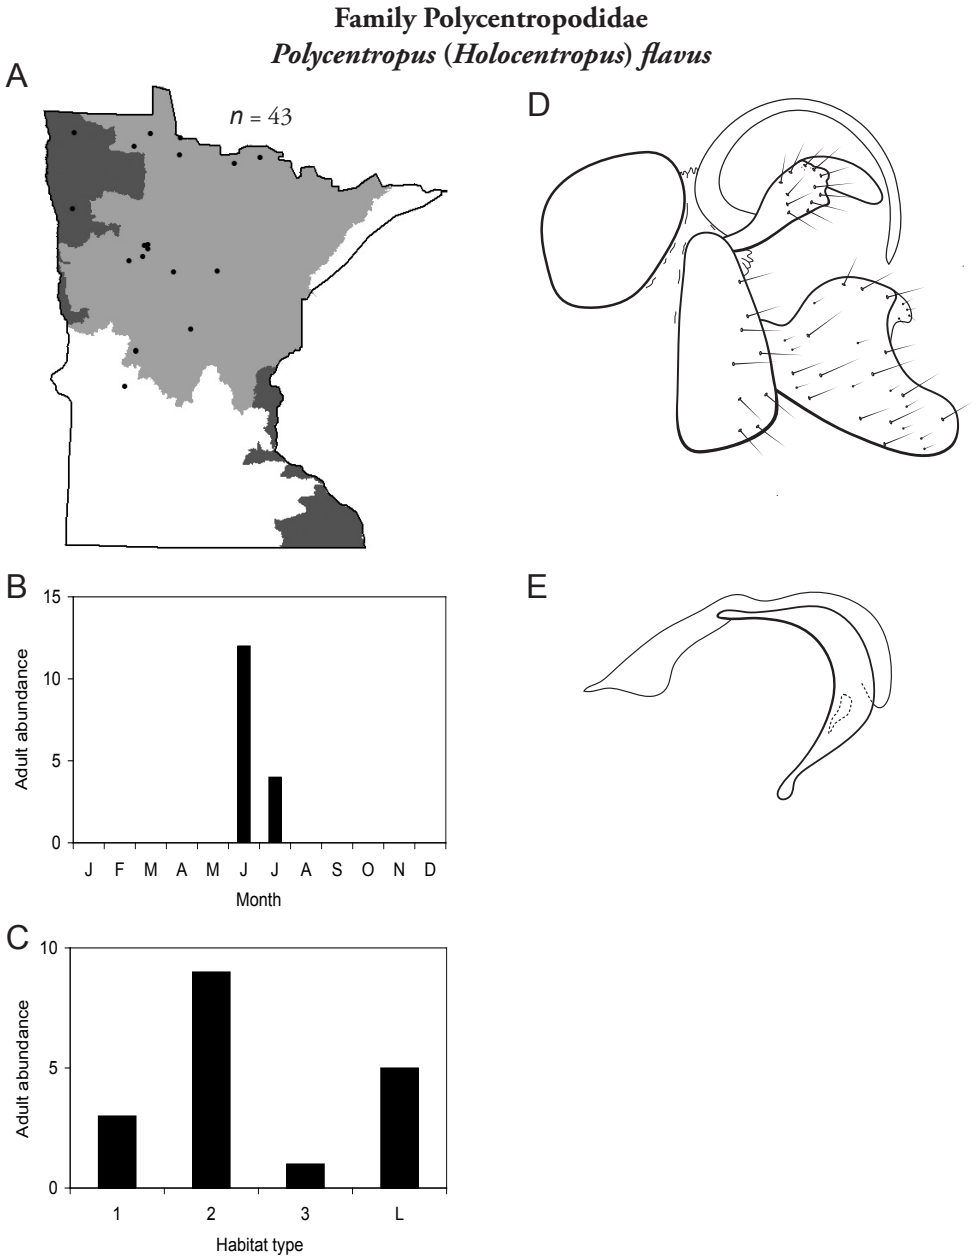 Family Polycentropodidae
Polycentropus (Holocentropus) flavus
A
n = 43
D
B
15
10
5
0
Adult abundance
J F M A M J J A S O N D
Month
E
C
10
5
0
Adult abundance
1 2 3 L
Habitat type